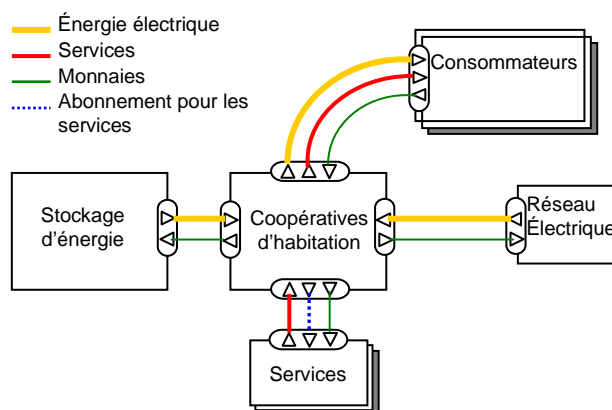 Énergie électrique
Services
Monnaies
Abonnement pour les
services
Consommateurs
Stockage
d'énergie
Coopératives
d'habitation
Réseau
Électrique
Services